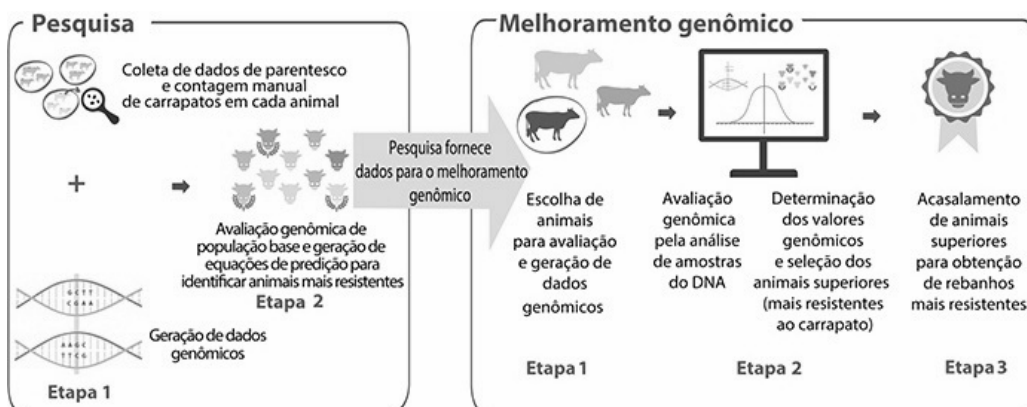 Pesquisa
Coleta de dados de parentesco
e contagem manual
de carrapatos em cada animal
+
Avaliação genômica de
população base e geração de
equações de predição para
identificar animais mais resistentes
Etapa 2
GCTT
CGAA
AAGC
TTCG
Geração de dados
genômicos
Etapa 1
Pesquisa fornece
dados para o melhoramento
genômico
Melhoramento genômico
Escolha de
animais
para avaliação
e geração de
dados
genômicos
Etapa 1
Avaliação
genômica
pela análise
de amostras
do DNA
Determinação
dos valores
genômicos
e seleção dos
animais superiores
(mais resistentes
ao carrapato)
Etapa 2
Acasalamento
de animais
superiores
para obtenção
de rebanhos
mais resistentes
Etapa 3